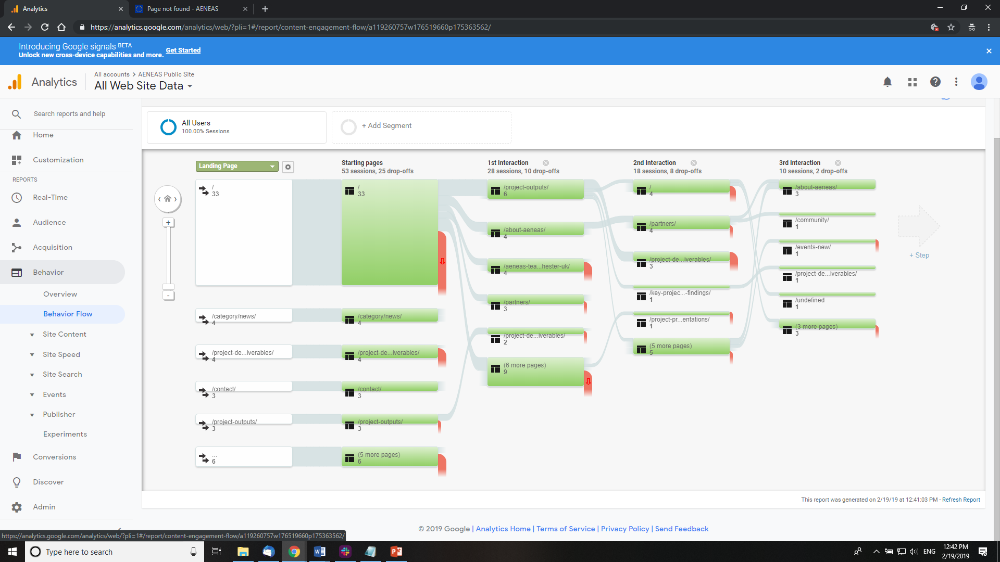 Analytics
Page not found - AENEAS
https://analytics.google.com/analytics/web/?pli=1#/report/content-engagement-flow/a119260757w176519660p175363562/
Introducing Google signals BETA
Unlock new cross-device capabilities and more. Get Started
Analytics
All accounts > AENEAS Public Site
All Web Site Data
Search reports and help
Home
Customization
REPORTS
Real-Time
Audience
Acquisition
Behavior
Overview
Behavior Flow
Site Content
Site Speed
Site Search
Events
Publisher
Experiments
Conversions
Discover
Admin
All Users
100.00% Sessions
+ Add Segment
Landing Page
/
33
/category/news/
4
/project-de...iverables/
4
/contact/
3
/project-outputs/
3
...
6
Starting pages
53 sessions, 25 drop-offs
/
33
/category/news/
4
/project-de...iverables/
4
/contact/
3
/project-outputs/
3
(5 more pages)
6
1st Interaction
28 sessions, 10 drop-offs
/project-outputs/
6
/about-aeneas/
4
/aeneas-tea...hester-uk/
4
/partners/
3
/project-de...iverables/
2
(6 more pages)
9
2nd Interaction
18 sessions, 8 drop-offs
/
4
/partners/
4
/project-de...iverables/
3
/key-projec...-findings/
1
/project-pr...entations/
1
(5 more pages)
5
3rd Interaction
10 sessions, 2 drop-offs
/about-aeneas/
3
/community/
1
/events-new/
1
/project-de...iverables/
1
/undefined
1
(3 more pages)
3
+ Step
+
-
This report was generated on 2/19/19 at 12:41:03 PM - Refresh Report
© 2019 Google | Analytics Home | Terms of Service | Privacy Policy | Send Feedback
https://analytics.google.com/analytics/web/?pli=1#/report/content-engagement-flow/a119260757w176519660p175363562/
Type here to search
ENG
12:42 PM
2/19/2019